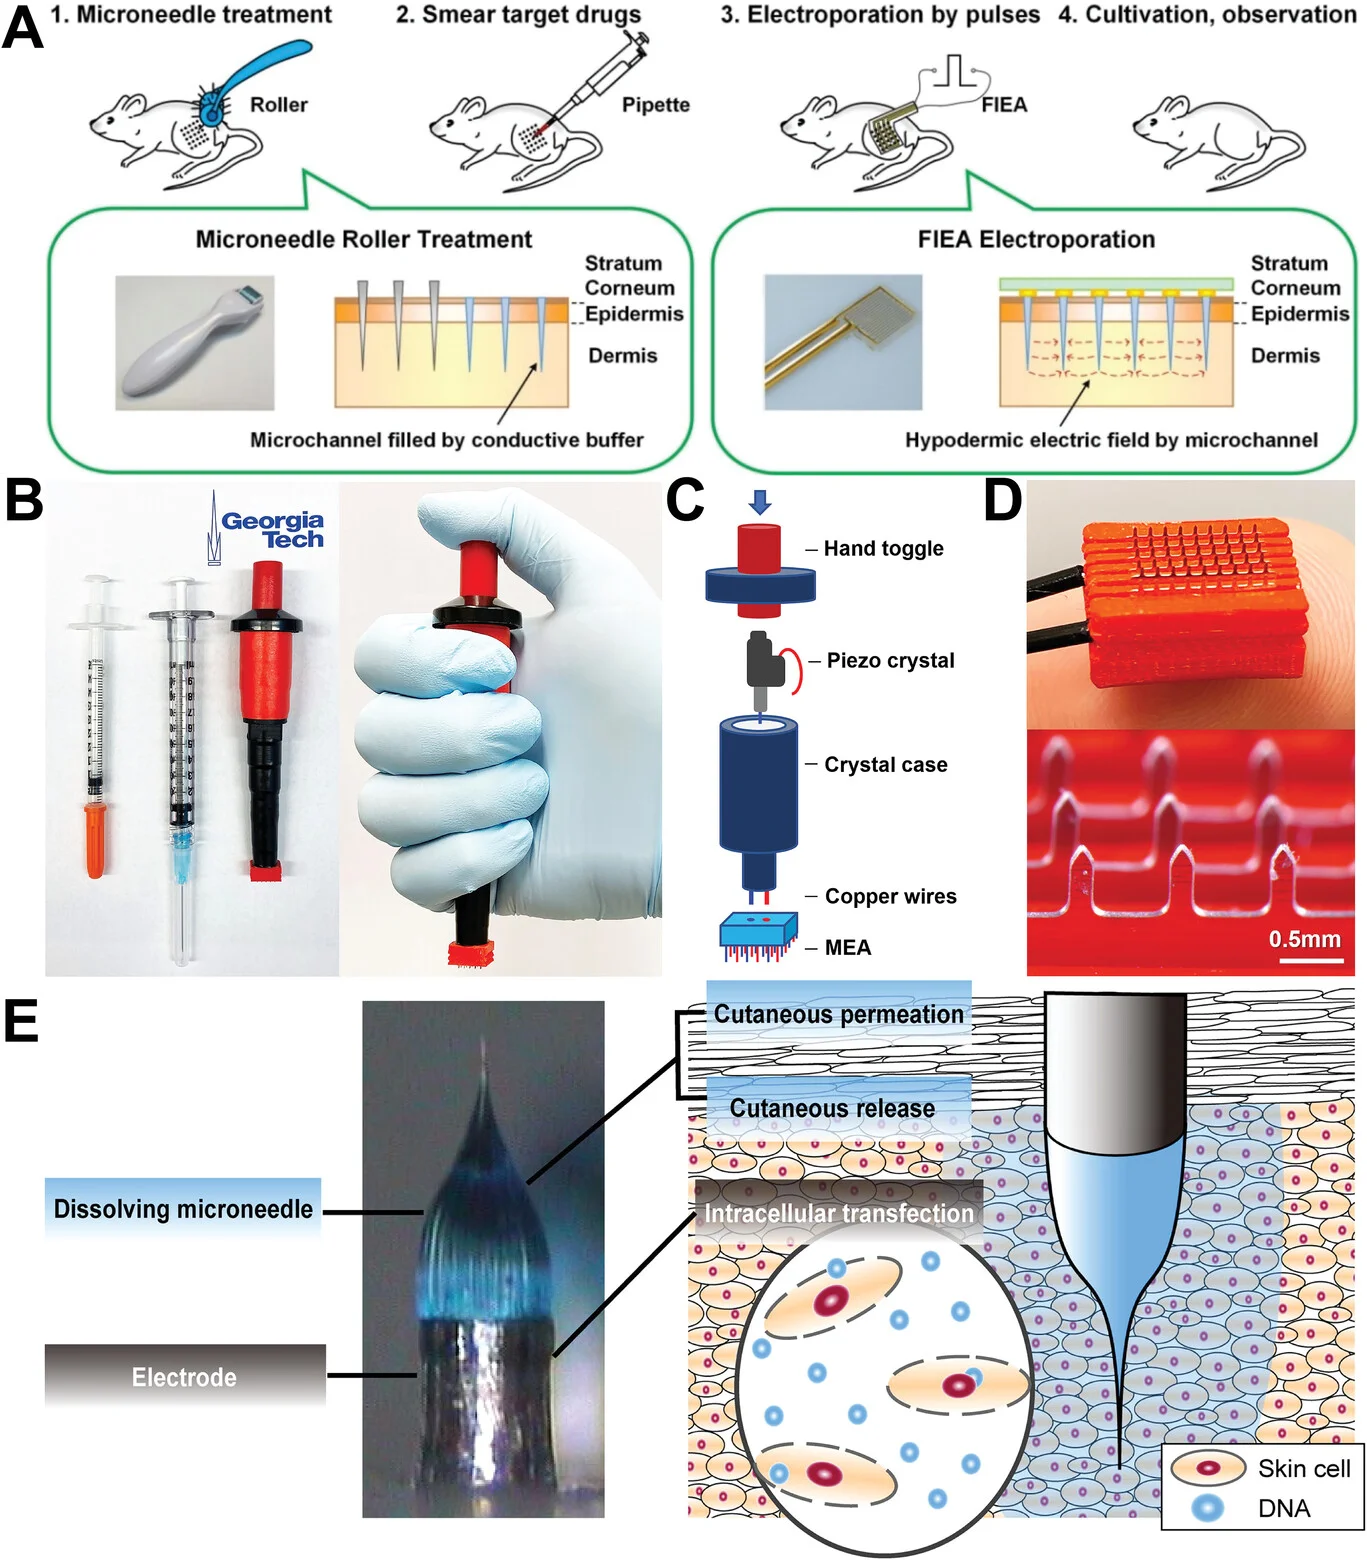 A
1. Microneedle treatment
2. Smear target drugs
3. Electroporation by pulses
4. Cultivation, observation
Roller
Pipette
FIEA
Microneedle Roller Treatment
Stratum
Corneum
Epidermis
Dermis
Microchannel filled by conductive buffer
FIEA Electroporation
Stratum
Corneum
Epidermis
Dermis
Hypodermic electric field by microchannel
B
Georgia
Tech
C
Hand toggle
Piezo crystal
Crystal case
Copper wires
MEA
D
0.5mm
E
Dissolving microneedle
Electrode
Cutaneous permeation
Cutaneous release
Intracellular transfection
Skin cell
DNA